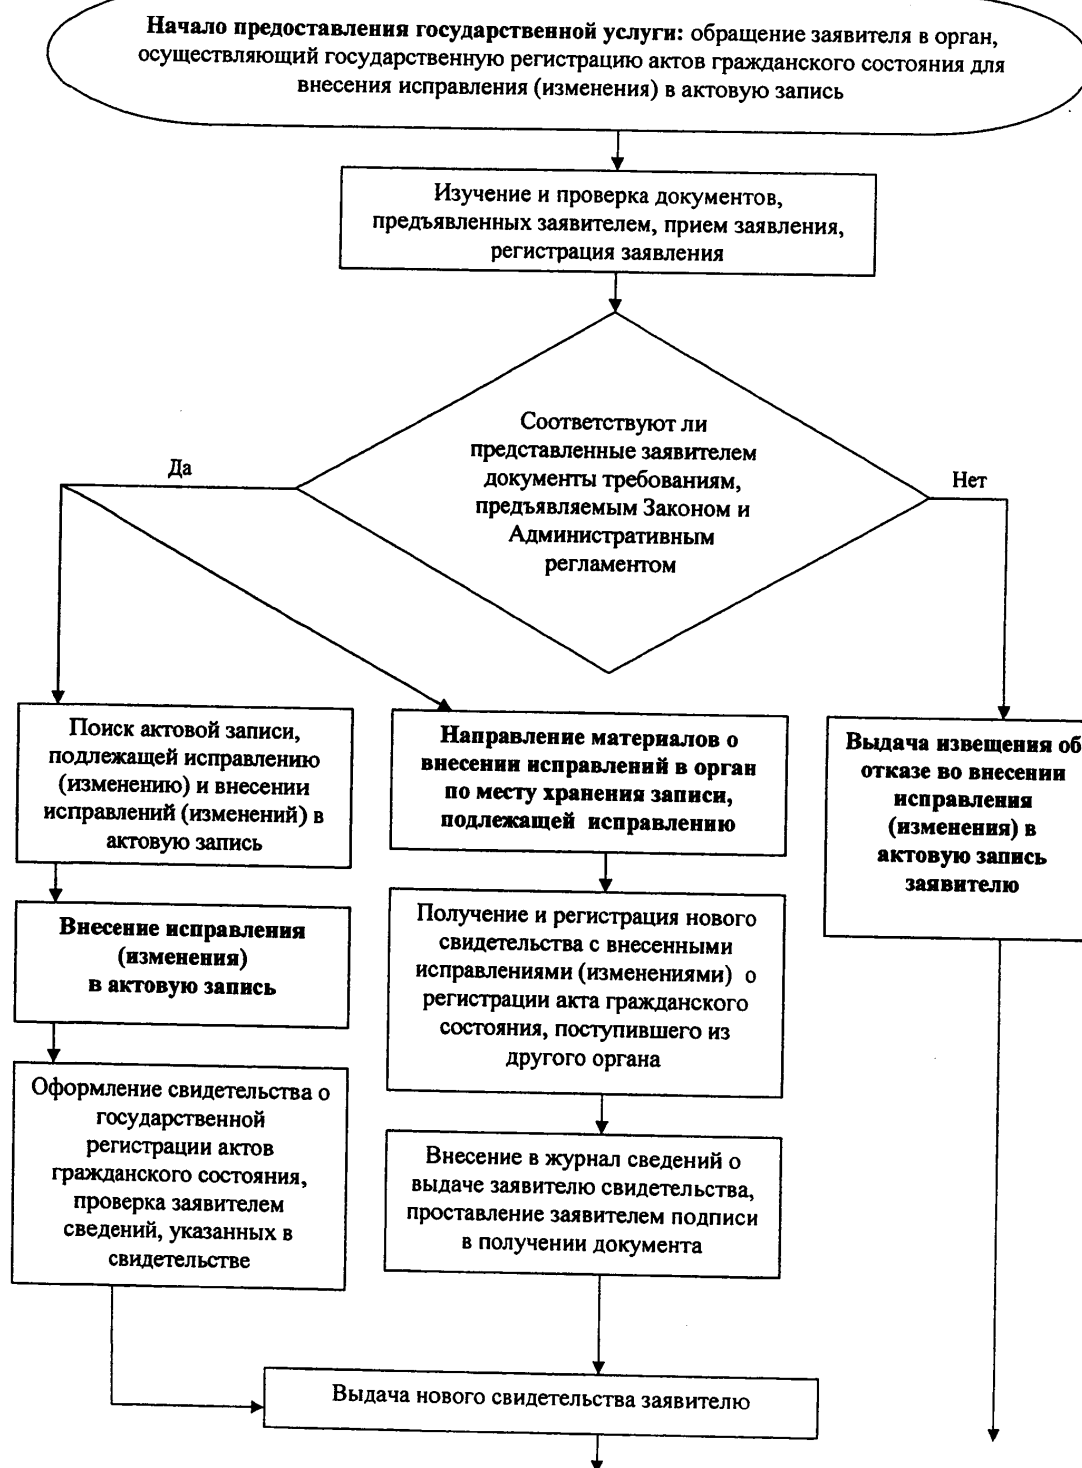 Начало предоставления государственной услуги: обращение заявителя в орган,
осуществляющий государственную регистрацию актов гражданского состояния для
внесения исправления (изменения) в актовую запись
Изучение и проверка документов,
предъявленных заявителем, прием заявления,
регистрация заявления
Соответствуют ли
представленные заявителем
документы требованиям,
предъявляемым Законом и
Административным
регламентом
Да
Нет
Поиск актовой записи,
подлежащей исправлению
(изменению) и внесении
исправлений (изменений) в
актовую запись
Направление материалов о
внесении исправлений в орган
по месту хранения записи,
подлежащей исправлению
Выдача извещения об
отказе во внесении
исправления
(изменения) в
актовую запись
заявителю
Внесение исправления
(изменения)
в актовую запись
Получение и регистрация нового
свидетельства с внесенными
исправлениями (изменениями) о
регистрации акта гражданского
состояния, поступившего из
другого органа
Оформление свидетельства о
государственной
регистрации актов
гражданского состояния,
проверка заявителем
сведений, указанных в
свидетельстве
Внесение в журнал сведений о
выдаче заявителю свидетельства,
проставление заявителем подписи
в получении документа
Выдача нового свидетельства заявителю